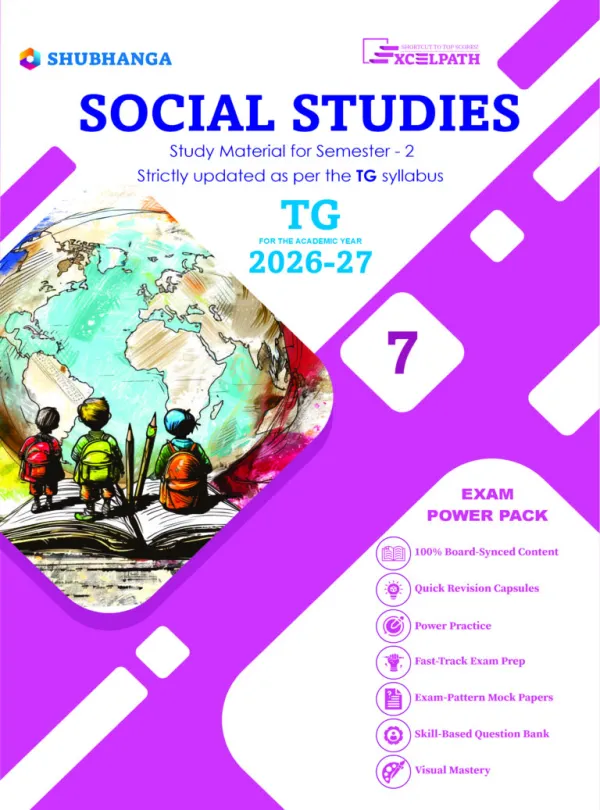 SHUBHANGA
SHORTCUT TO TOP SCORES!
EXCELPATH
SOCIAL STUDIES
Study Material for Semester - 2
Strictly updated as per the TG syllabus
TG
FOR THE ACADEMIC YEAR
2026-27
7
EXAM
POWER PACK
100% Board-Synced Content
Quick Revision Capsules
Power Practice
Fast-Track Exam Prep
Exam-Pattern Mock Papers
Skill-Based Question Bank
Visual Mastery